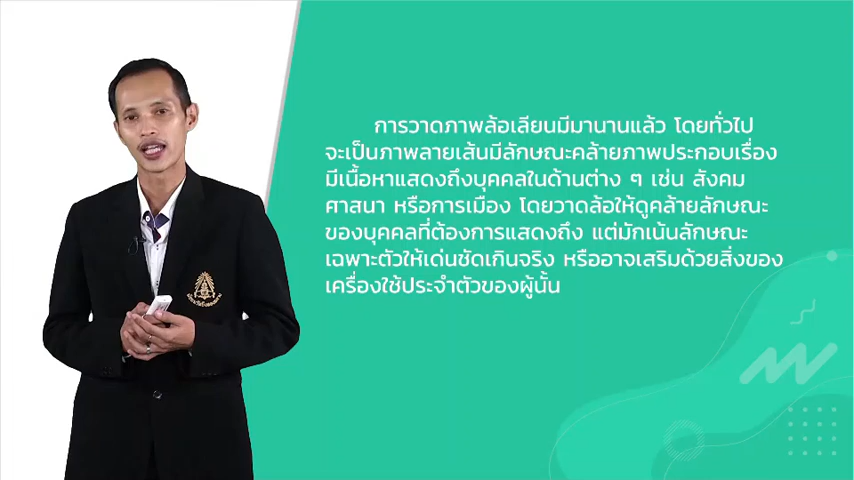 การวาดภาพล้อเลียนมีมานานแล้ว โดยทั่วไป
จะเป็นภาพลายเส้นมีลักษณะคล้ายภาพประกอบเรื่อง
มีเนื้อหาแสดงถึงบุคคลในด้านต่าง ๆ เช่น สังคม
ศาสนา หรือการเมือง โดยวาดล้อให้ดูคล้ายลักษณะ
ของบุคคลที่ต้องการแสดงถึง แต่มักเน้นลักษณะ
เฉพาะตัวให้เด่นชัดเกินจริง หรืออาจเสริมด้วยสิ่งของ
เครื่องใช้ประจำตัวของผู้นั้น